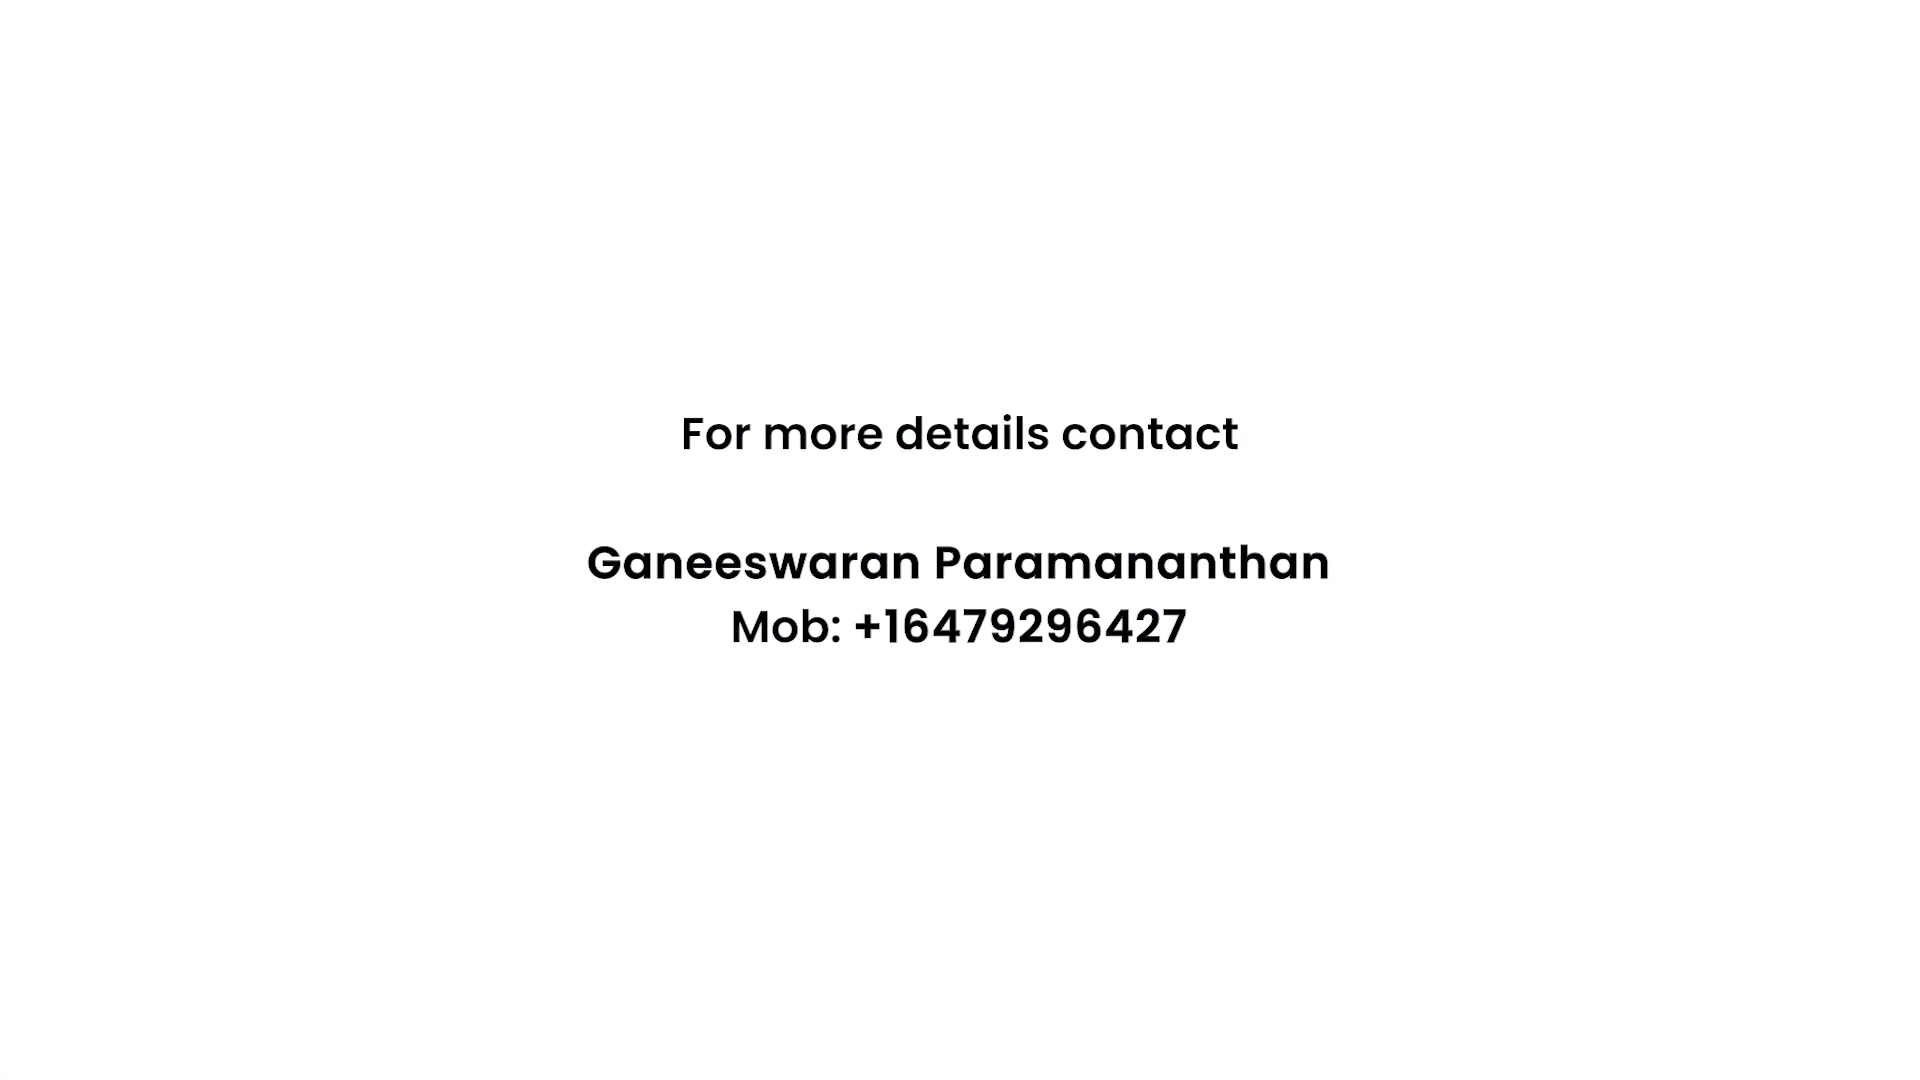 For more details contact
Ganeeswaran Paramananthan
Mob: +16479296427